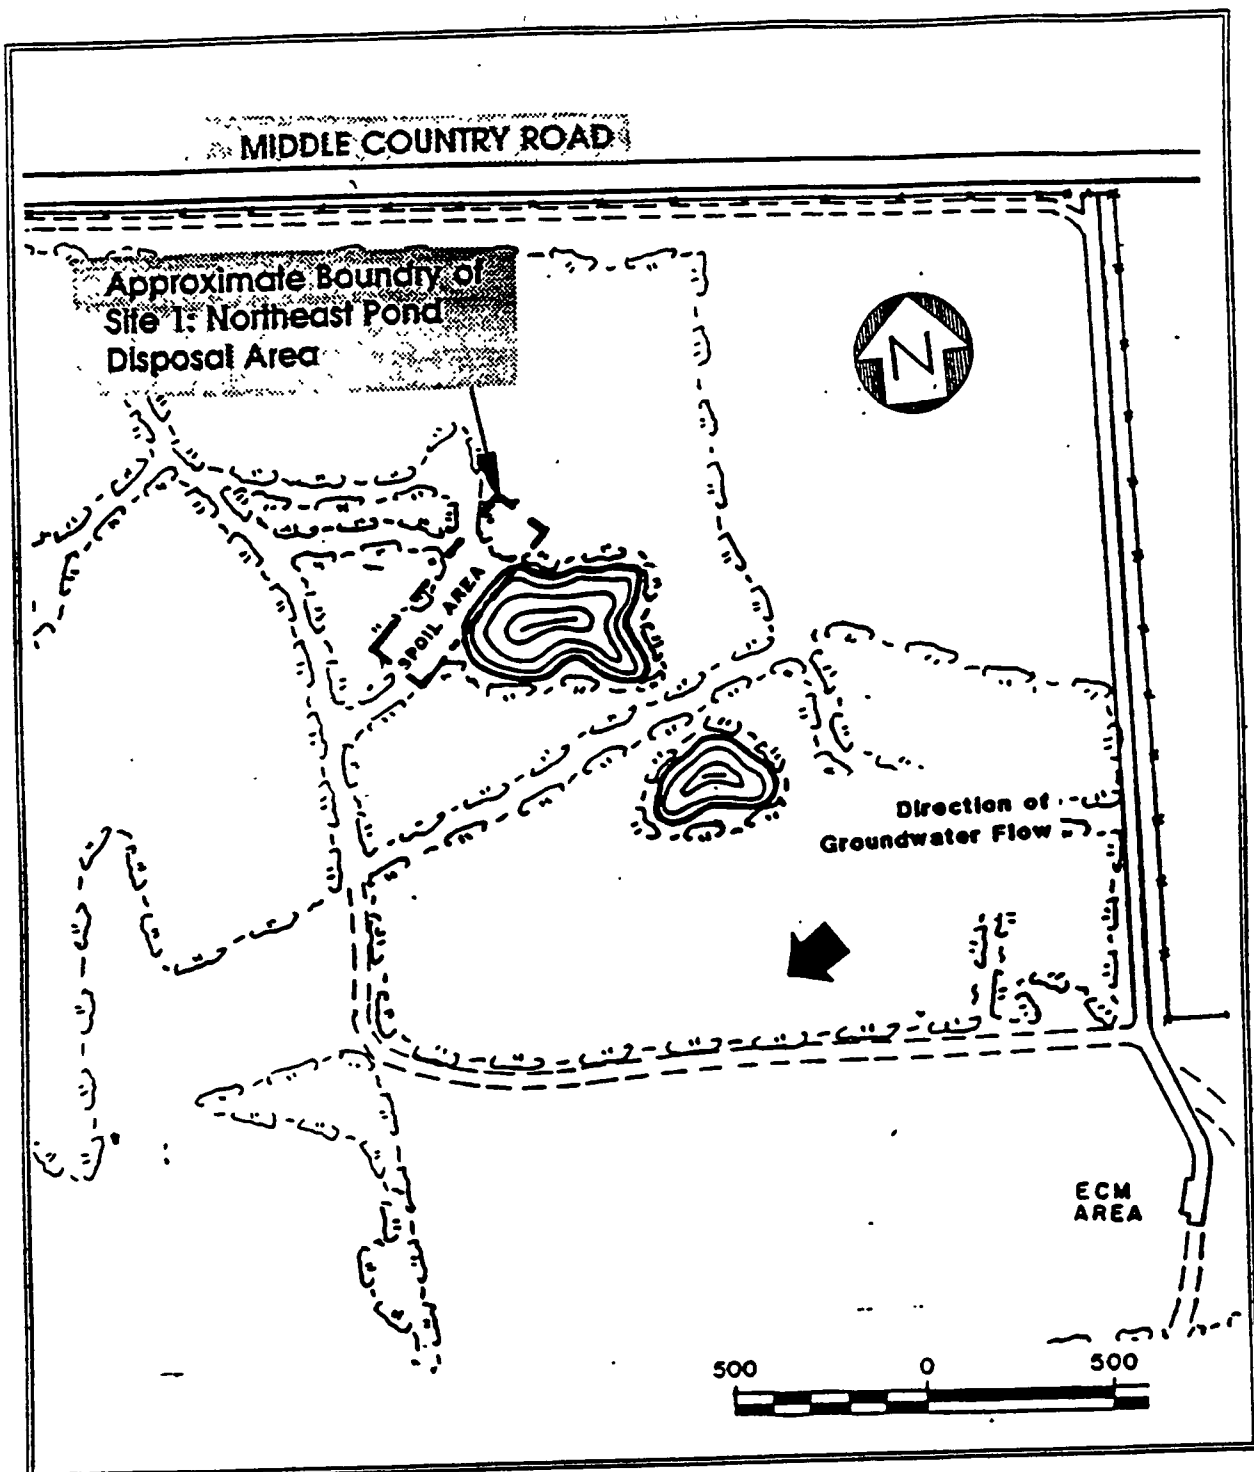 MIDDLE COUNTRY ROAD
Approximate Boundry of
Site 1: Northeast Pond
Disposal Area
N
SPOIL AREA
Direction of
Groundwater Flow
ECM
AREA
500 0 500